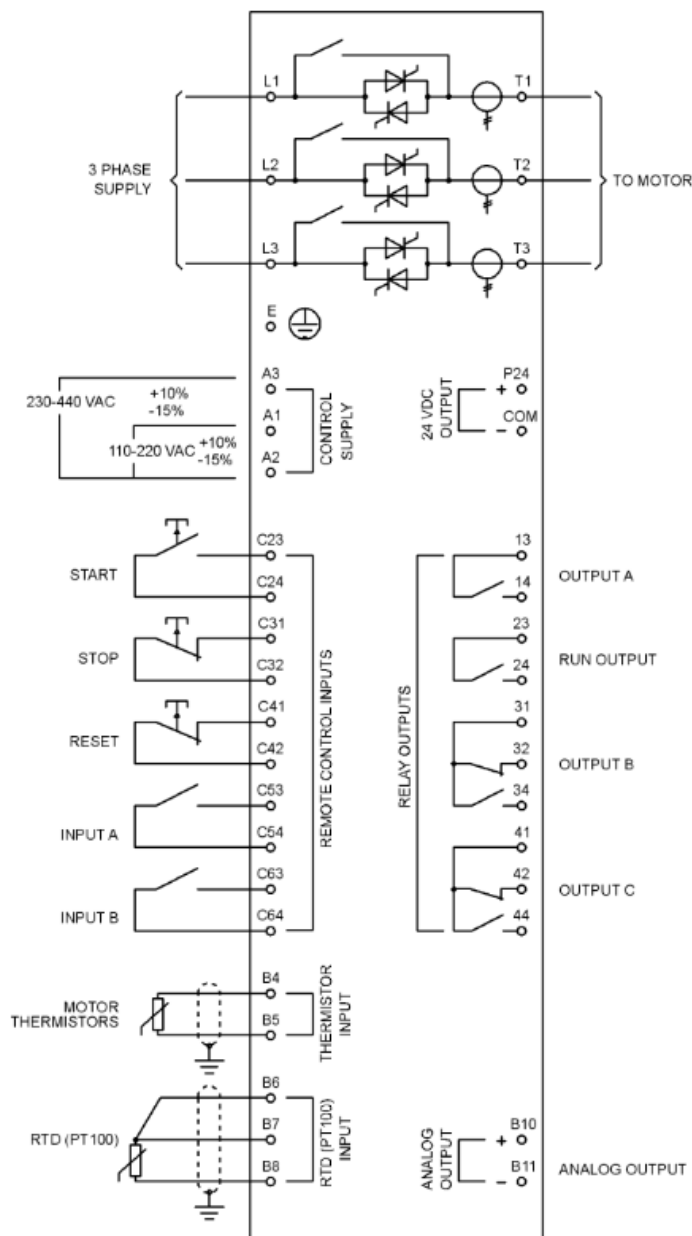 L1
T1
3 PHASE
SUPPLY
L2
T2
TO MOTOR
L3
T3
E
A3
230-440 VAC
+10%
-15%
A1
110-220 VAC
+10%
-15%
A2
CONTROL
SUPPLY
P24
+
COM
-
24 VDC
OUTPUT
START
C23
C24
STOP
C31
C32
RESET
C41
C42
INPUT A
C53
C54
INPUT B
C63
C64
REMOTE CONTROL INPUTS
RELAY OUTPUTS
13
14
OUTPUT A
23
24
RUN OUTPUT
31
32
34
OUTPUT B
41
42
44
OUTPUT C
MOTOR
THERMISTORS
B4
B5
THERMISTOR
INPUT
RTD (PT100)
B6
B7
B8
RTD (PT100)
INPUT
ANALOG
OUTPUT
+
B10
-
B11
ANALOG OUTPUT